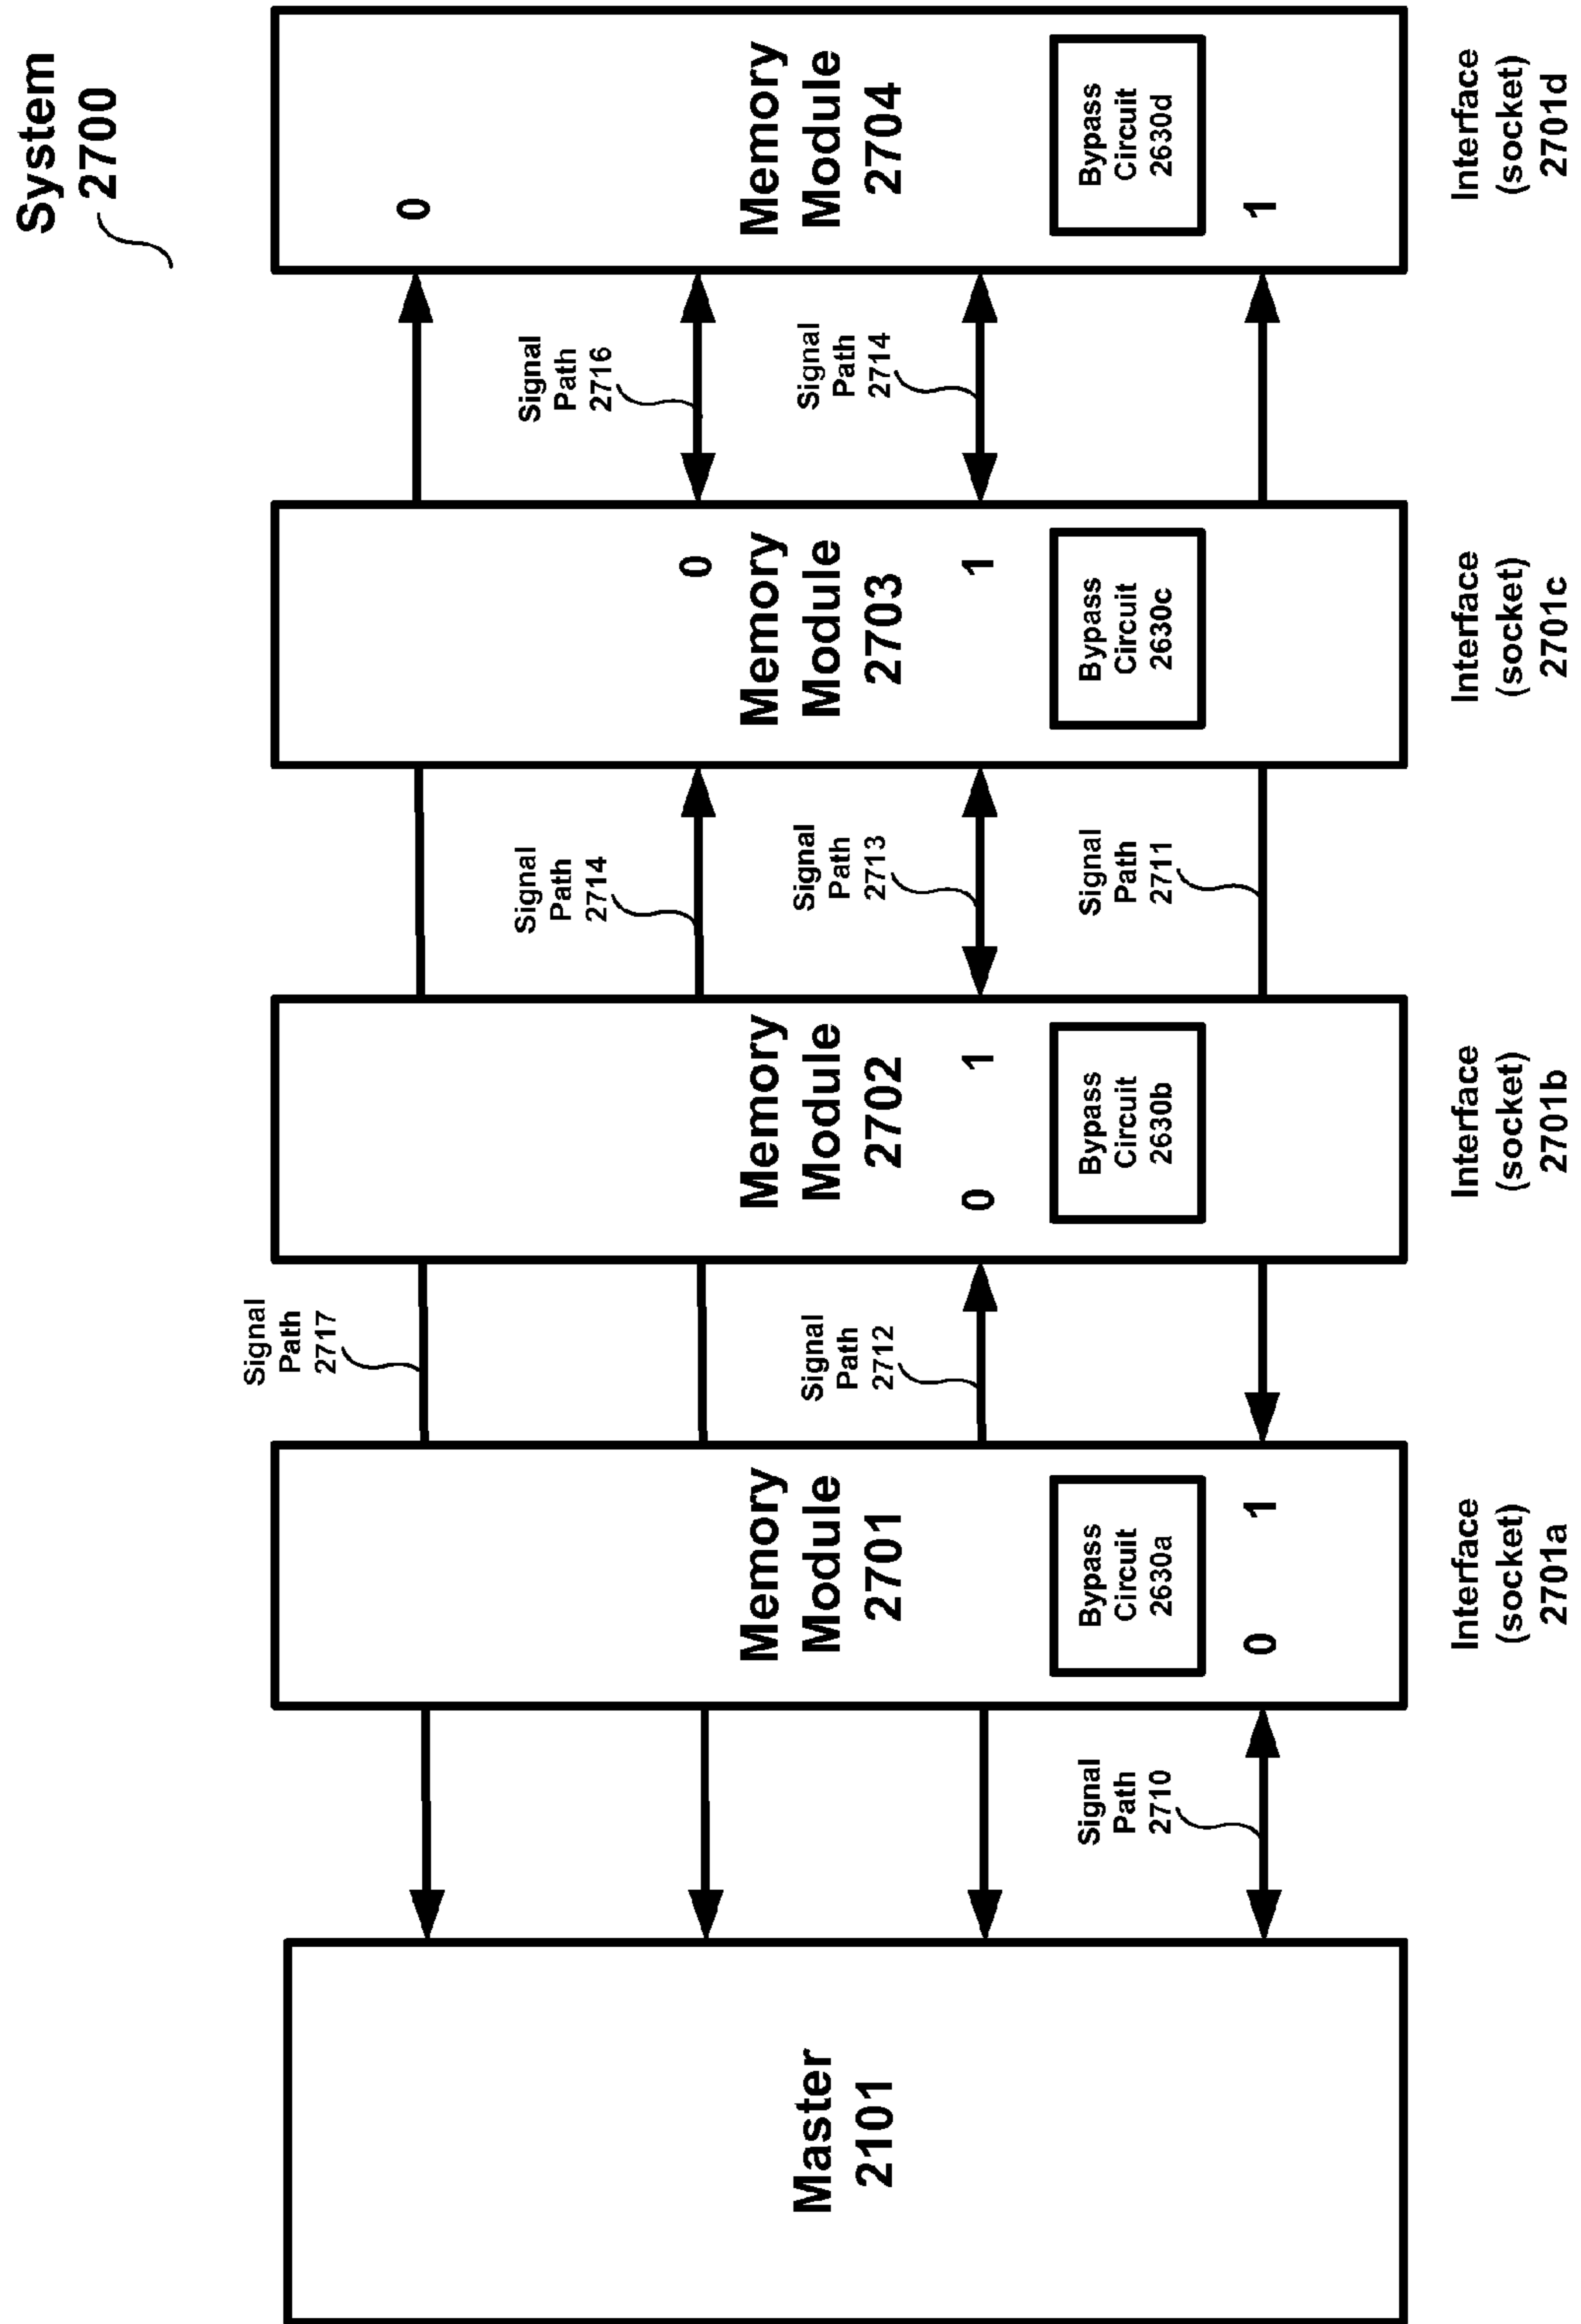 System
2700
Master
2101
Signal
Path
2710
Memory
Module
2701
Bypass
Circuit
2630a
0 1
Interface
(socket)
2701a
Signal
Path
2717
Signal
Path
2712
Memory
Module
2702
0 1
Bypass
Circuit
2630b
Interface
(socket)
2701b
Signal
Path
2714
Signal
Path
2713
Signal
Path
2711
0
Memory
Module
2703
1
Bypass
Circuit
2630c
Interface
(socket)
2701c
Signal
Path
2716
Signal
Path
2714
0
Memory
Module
2704
Bypass
Circuit
2630d
1
Interface
(socket)
2701d